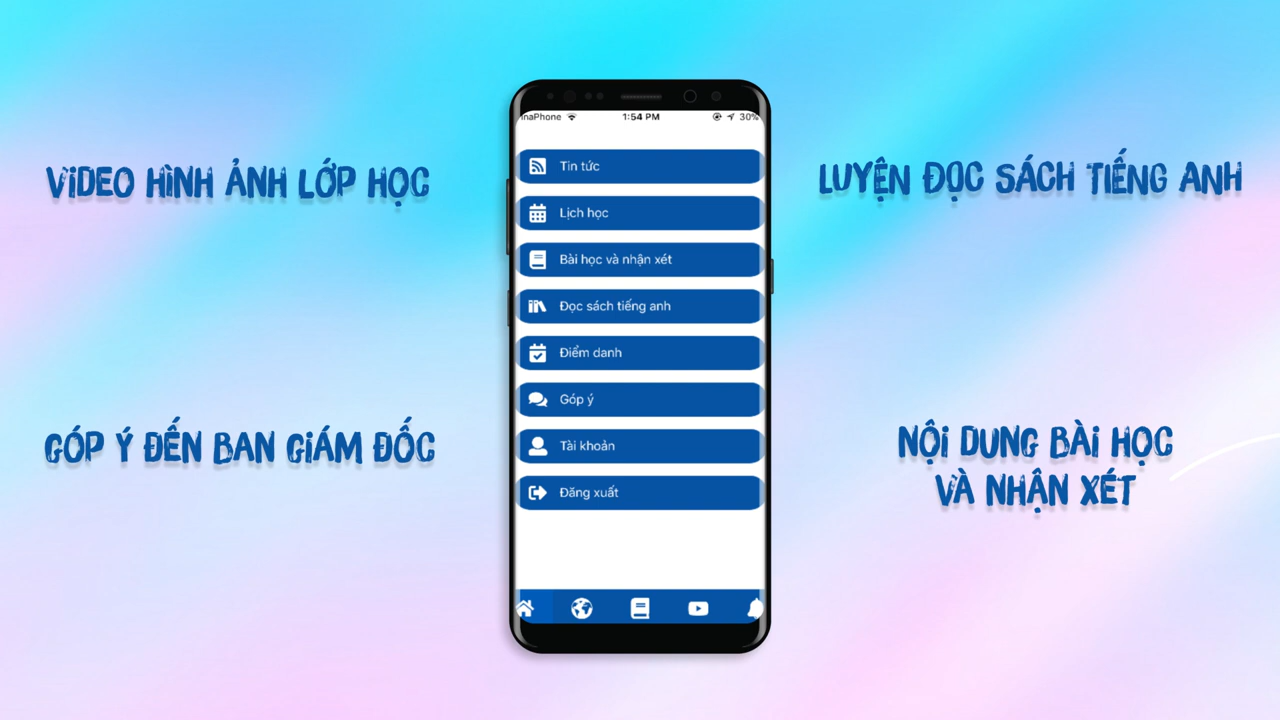 VIDEO HÌNH ẢNH LỚP HỌC
GÓP Ý ĐẾN BAN GIÁM ĐỐC
inaPhone 1:54 PM 30%
Tin tức
Lịch học
Bài học và nhận xét
Đọc sách tiếng anh
Điểm danh
Góp ý
Tài khoản
Đăng xuất
LUYỆN ĐỌC SÁCH TIẾNG ANH
NỘI DUNG BÀI HỌC
VÀ NHẬN XÉT